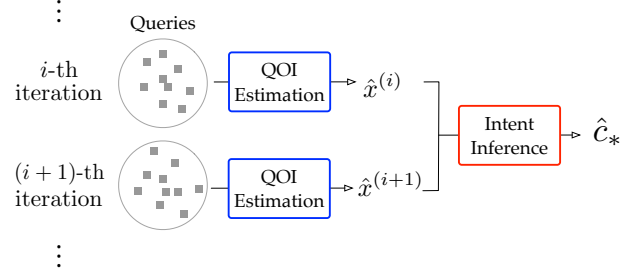 ⋮
Queries
i-th
iteration
QOI
Estimation
x̂^{(i)}
Intent
Inference
ĉ_*
(i + 1)-th
iteration
QOI
Estimation
x̂^{(i+1)}
⋮